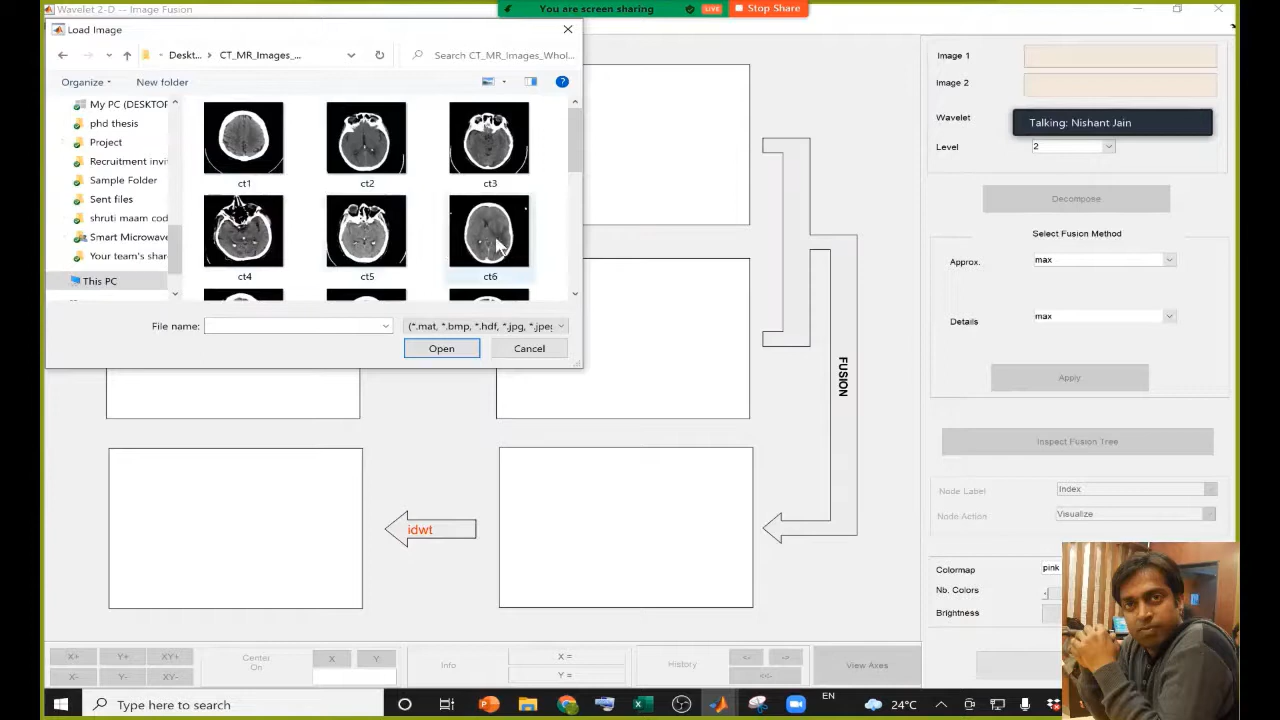 Wavelet 2-D -- Image Fusion
You are screen sharing
LIVE
Stop Share
Load Image
Deskt...
CT_MR_Images_...
Search CT_MR_Images_Whol...
Organize
New folder
My PC (DESKTOP
phd thesis
Project
Recruitment invi
Sample Folder
Sent files
shruti maam cod
Smart Microwave
Your team's shar
This PC
ct1
ct2
ct3
ct4
ct5
ct6
File name:
(*.mat, *.bmp, *.hdf, *.jpg, *.jpeg
Open
Cancel
FUSION
idwt
Image 1
Image 2
Wavelet
Talking: Nishant Jain
Level
2
Decompose
Select Fusion Method
Approx.
max
Details
max
Apply
Inspect Fusion Tree
Node Label
Index
Node Action
Visualize
Colormap
pink
Nb. Colors
Brightness
X+
Y+
XY+
X-
Y-
XY-
Center
On
X
Y
Info
X =
Y =
History
<-
->
<<-
View Axes
Type here to search
EN
24°C